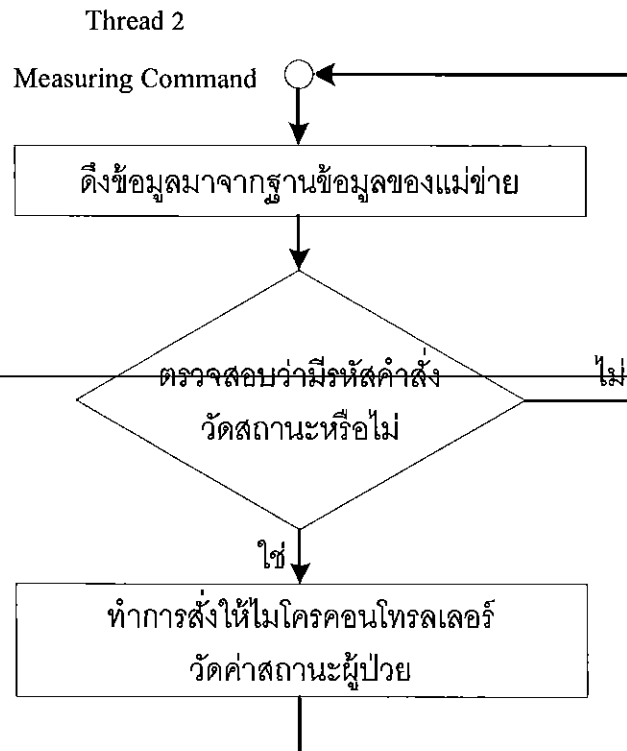 Thread 2
Measuring Command
ดึงข้อมูลมาจากฐานข้อมูลของแม่ข่าย
ตรวจสอบว่ามีรหัสคำสั่ง
วัดสถานะหรือไม่
ไม่
ใช่
ทำการสั่งให้ไมโครคอนโทรลเลอร์
วัดค่าสถานะผู้ป่วย